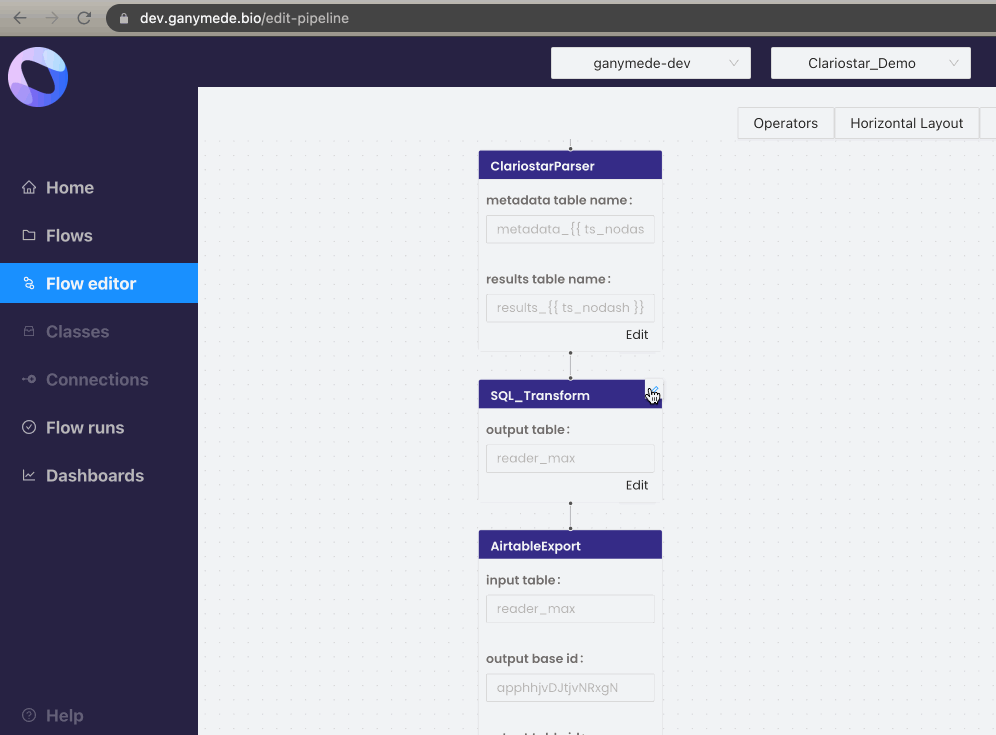 dev.ganymede.bio/edit-pipeline
ganymede-dev
Clariostar_Demo
Operators
Horizontal Layout
Home
Flows
Flow editor
Classes
Connections
Flow runs
Dashboards
Help
ClariostarParser
metadata table name:
metadata_{{ ts_nodas
results table name:
results_{{ ts_nodash }}
Edit
SQL_Transform
output table:
reader_max
Edit
AirtableExport
input table:
reader_max
output base id:
apphhjvDJtjvNRxgN